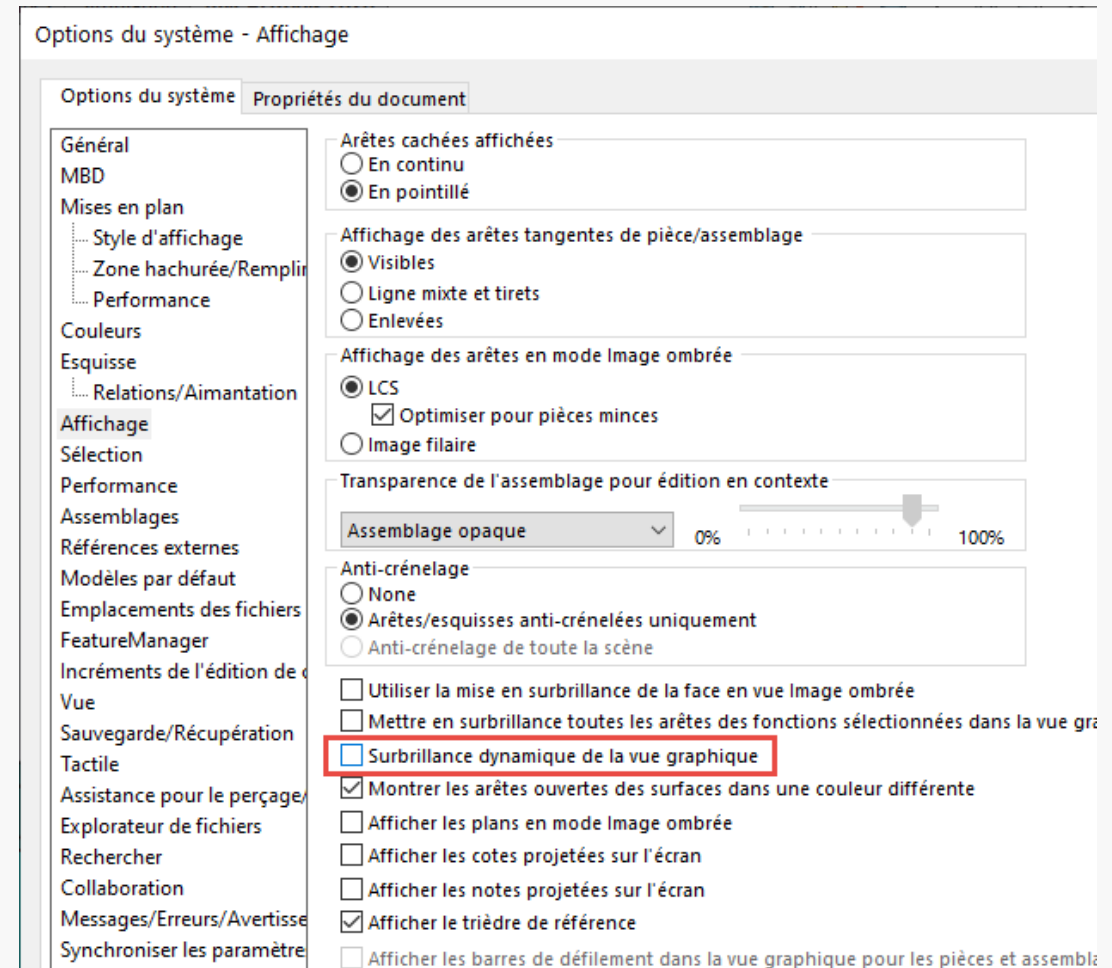 Options du système - Affichage
Options du système
Propriétés du document
Général
MBD
Mises en plan
Style d'affichage
Zone hachurée/Remplir
Performance
Couleurs
Esquisse
Relations/Aimantation
Affichage
Sélection
Performance
Assemblages
Références externes
Modèles par défaut
Emplacements des fichiers
FeatureManager
Incréments de l'édition de
Vue
Sauvegarde/Récupération
Tactile
Assistance pour le perçage/
Explorateur de fichiers
Rechercher
Collaboration
Messages/Erreurs/Avertisse
Synchroniser les paramètre
Arêtes cachées affichées
En continu
En pointillé
Affichage des arêtes tangentes de pièce/assemblage
Visibles
Ligne mixte et tirets
Enlevées
Affichage des arêtes en mode Image ombrée
LCS
Optimiser pour pièces minces
Image filaire
Transparence de l'assemblage pour édition en contexte
Assemblage opaque
0%
100%
Anti-crénelage
None
Arêtes/esquisses anti-crénelées uniquement
Anti-crénelage de toute la scène
Utiliser la mise en surbrillance de la face en vue Image ombrée
Mettre en surbrillance toutes les arêtes des fonctions sélectionnées dans la vue gra
Surbrillance dynamique de la vue graphique
Montrer les arêtes ouvertes des surfaces dans une couleur différente
Afficher les plans en mode Image ombrée
Afficher les cotes projetées sur l'écran
Afficher les notes projetées sur l'écran
Afficher le trièdre de référence
Afficher les barres de défilement dans la vue graphique pour les pièces et assembla